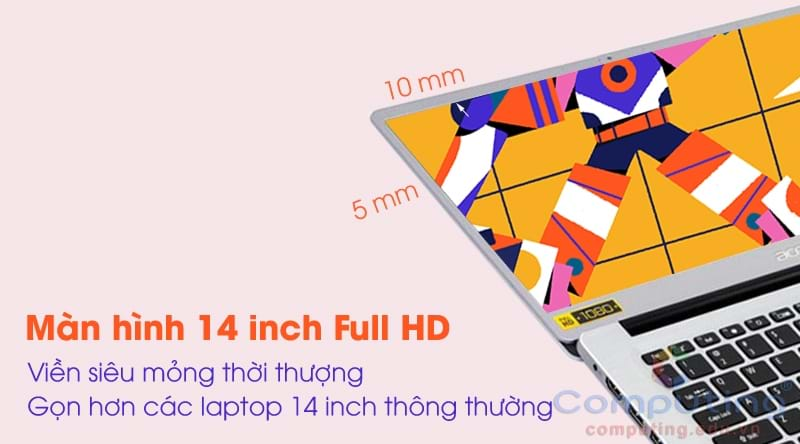 10 mm
5 mm
acer
FULL HD 1080
Màn hình 14 inch Full HD
Viền siêu mỏng thời thượng
Gọn hơn các laptop 14 inch thông thường
Computing
computing.edu.vn